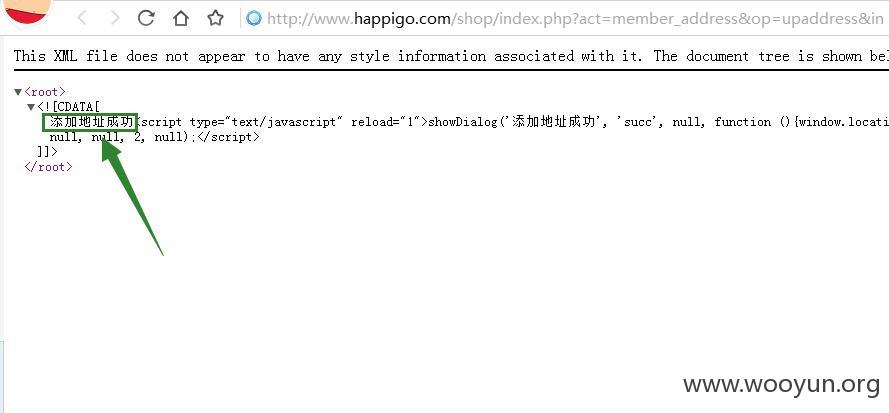 http://www.happigo.com/shop/index.php?act=member_address&op=upaddress&in
This XML file does not appear to have any style information associated with it. The document tree is shown bel
<root>
<![CDATA[
添加地址成功<script type="text/javascript" reload="1">showDialog('添加地址成功', 'succ', null, function (){window.locati
null, null, 2, null);</script>
]]>
</root>
www.wooyun.org